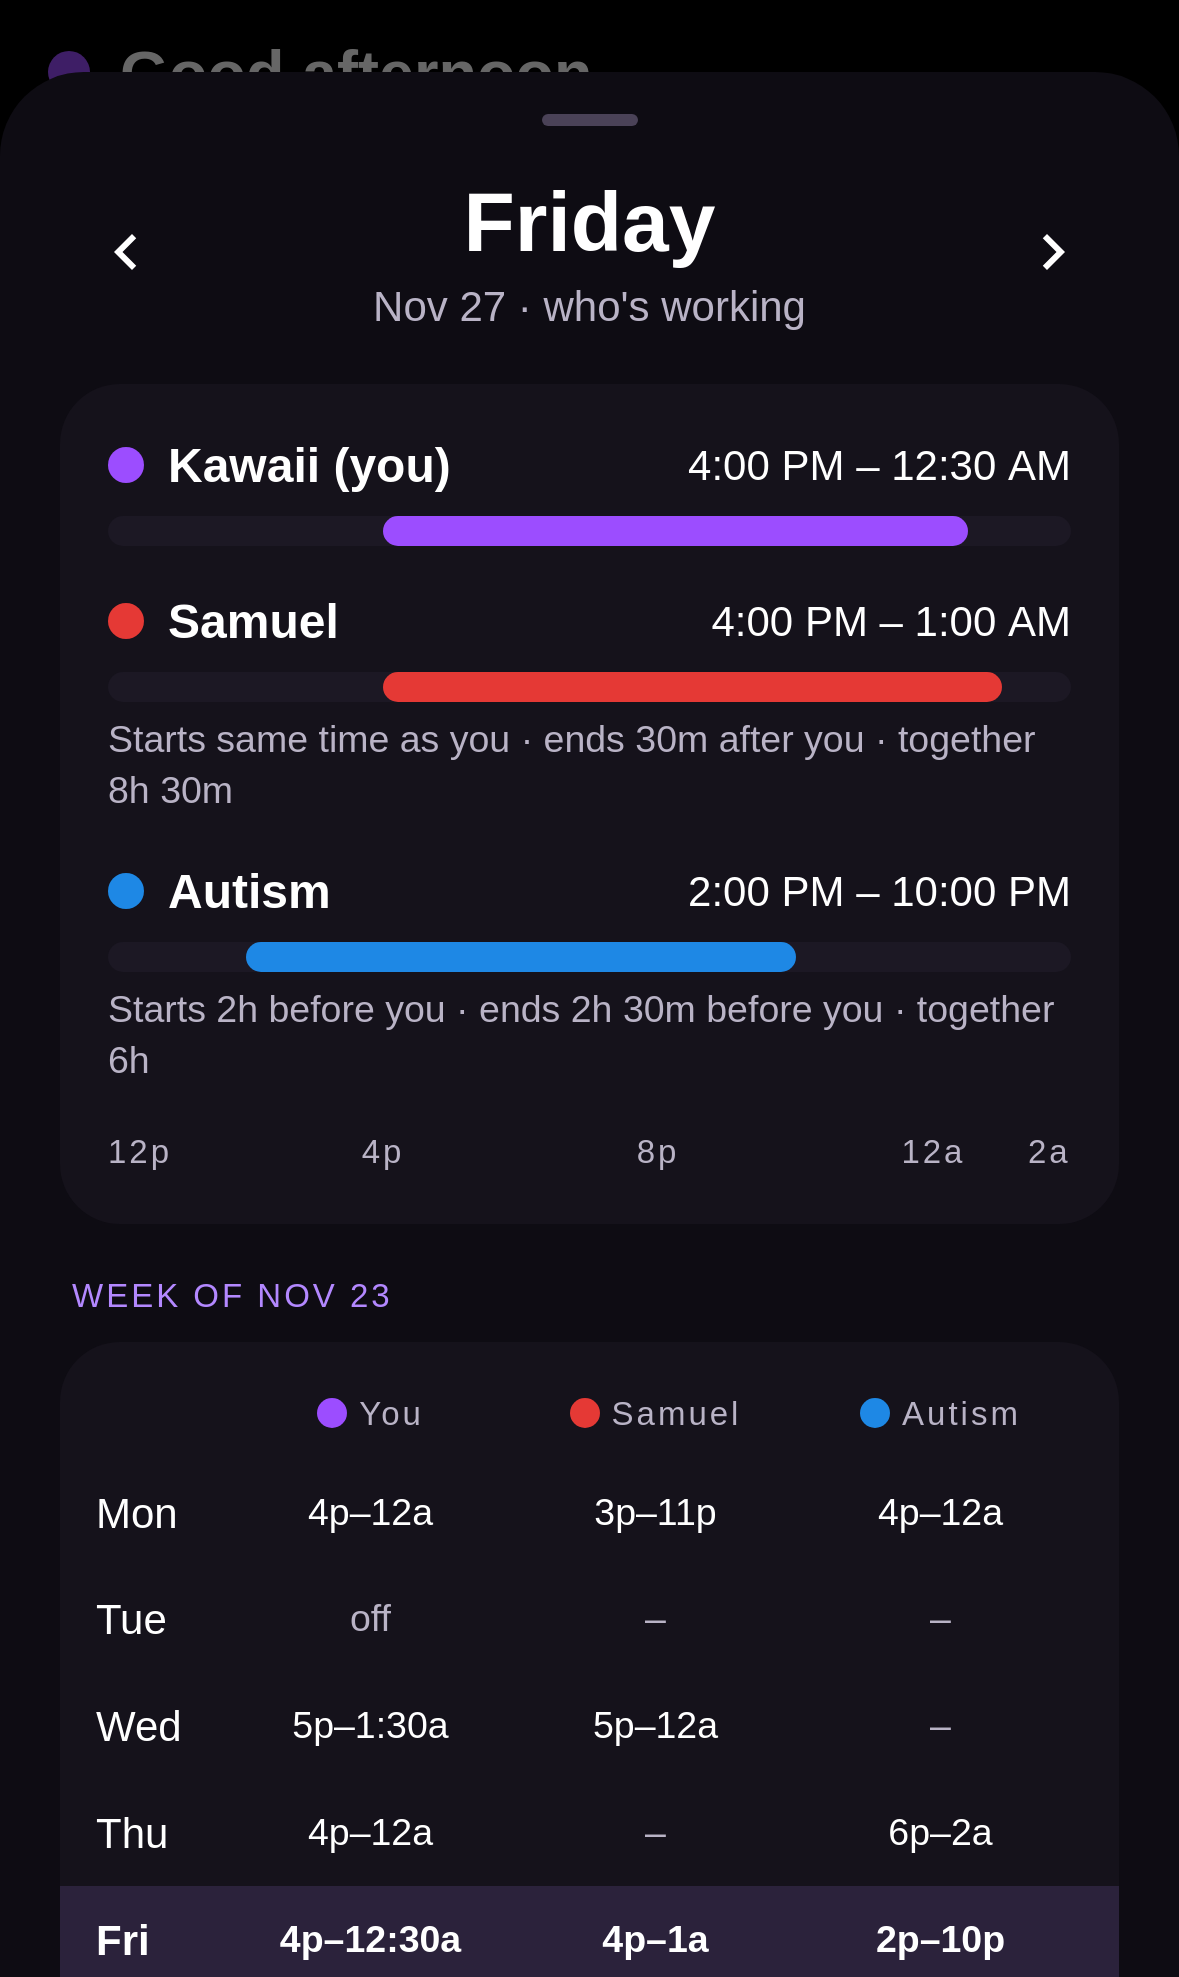 Good afternoon
Friday
Nov 27 · who's working
Kawaii (you) 4:00 PM – 12:30 AM
Samuel 4:00 PM – 1:00 AM
Starts same time as you · ends 30m after you · together
8h 30m
Autism 2:00 PM – 10:00 PM
Starts 2h before you · ends 2h 30m before you · together
6h
12p 4p 8p 12a 2a
WEEK OF NOV 23
You Samuel Autism
Mon 4p–12a 3p–11p 4p–12a
Tue off – –
Wed 5p–1:30a 5p–12a –
Thu 4p–12a – 6p–2a
Fri 4p–12:30a 4p–1a 2p–10p